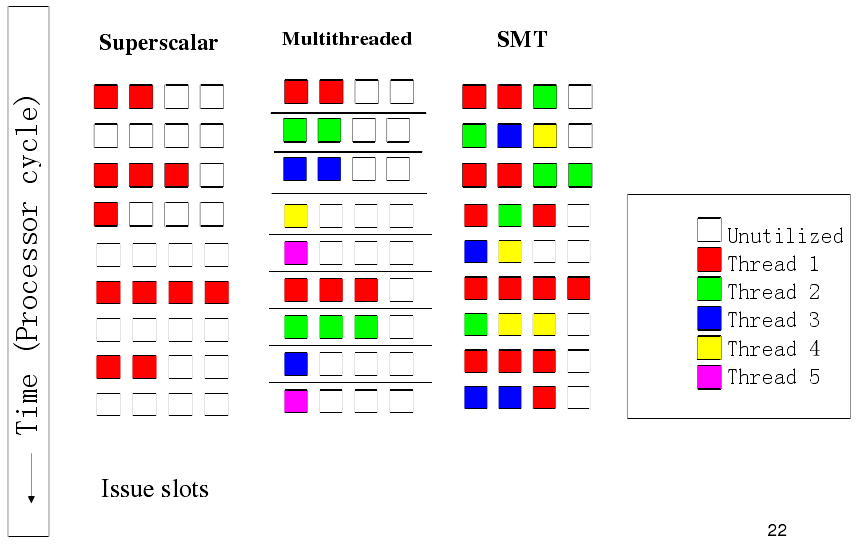 Superscalar
Multithreaded
SMT
Time (Processor cycle)
Unutilized
Thread 1
Thread 2
Thread 3
Thread 4
Thread 5
Issue slots
22